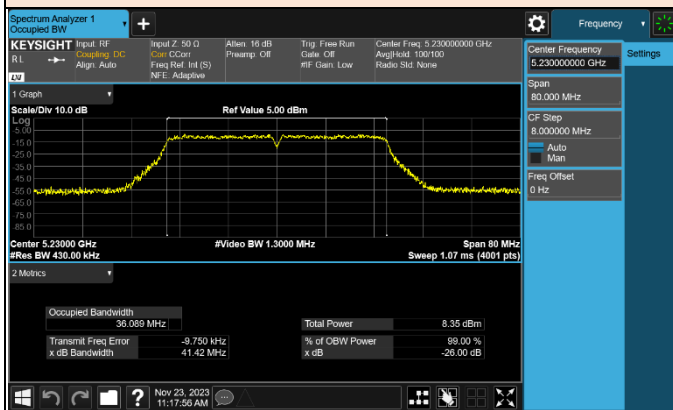 Spectrum Analyzer 1
Occupied BW
+
Frequency
KEYSIGHT
R L
Input: RF
Coupling: DC
Align: Auto
Input Z: 50 Ω
Corr CCorr
Freq Ref: Int (S)
NFE: Adaptive
Atten: 16 dB
Preamp: Off
Trig: Free Run
Gate: Off
#IF Gain: Low
Center Freq: 5.230000000 GHz
Avg|Hold: 100/100
Radio Std: None
LXI
Center Frequency
5.230000000 GHz
Settings
Span
80.000 MHz
CF Step
8.000000 MHz
Auto
Man
Freq Offset
0 Hz
1 Graph
Scale/Div 10.0 dB
Ref Value 5.00 dBm
Log
-5.00
-15.0
-25.0
-35.0
-45.0
-55.0
-65.0
-75.0
-85.0
Center 5.23000 GHz
#Video BW 1.3000 MHz
Span 80 MHz
#Res BW 430.00 kHz
Sweep 1.07 ms (4001 pts)
2 Metrics
Occupied Bandwidth
36.089 MHz
Total Power
8.35 dBm
Transmit Freq Error
-9.750 kHz
% of OBW Power
99.00 %
x dB Bandwidth
41.42 MHz
x dB
-26.00 dB
?
Nov 23, 2023
11:17:56 AM